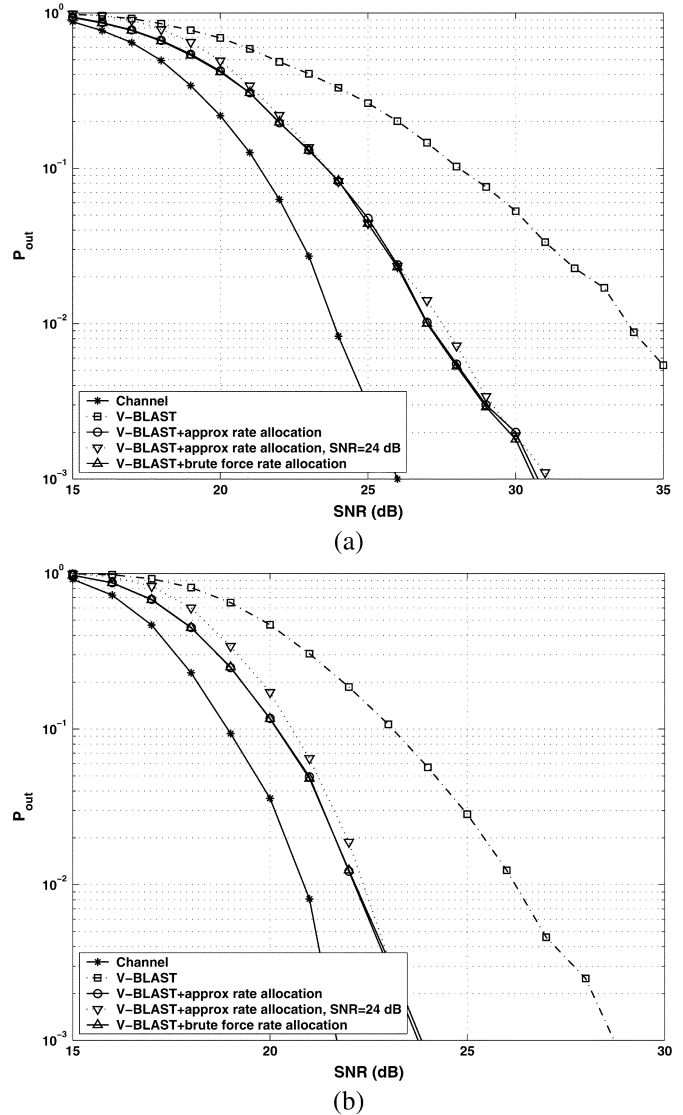 10^0
10^-1
10^-2
10^-3
P_out
Channel
V-BLAST
V-BLAST+approx rate allocation
V-BLAST+approx rate allocation, SNR=24 dB
V-BLAST+brute force rate allocation
15 20 25 30 35
SNR (dB)
(a)
10^0
10^-1
10^-2
10^-3
P_out
Channel
V-BLAST
V-BLAST+approx rate allocation
V-BLAST+approx rate allocation, SNR=24 dB
V-BLAST+brute force rate allocation
15 20 25 30
SNR (dB)
(b)